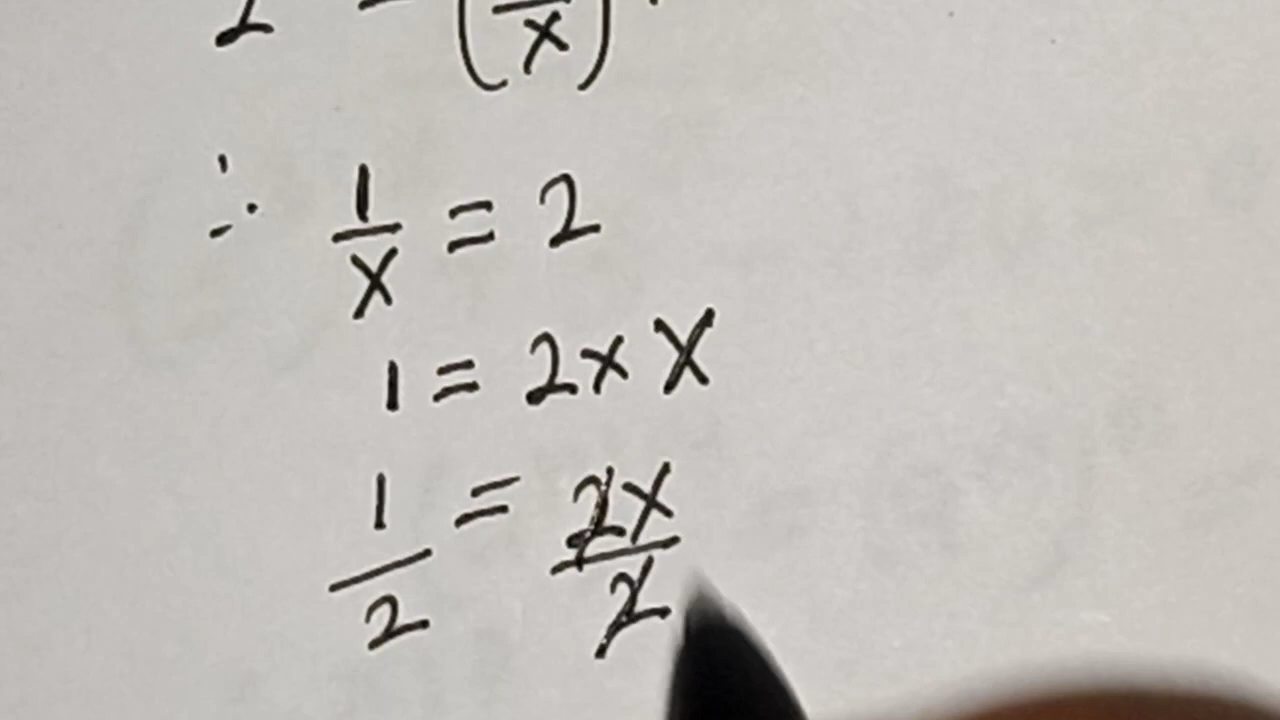 ∴ 1/x = 2
1 = 2 x X
1/2 = 2x/2